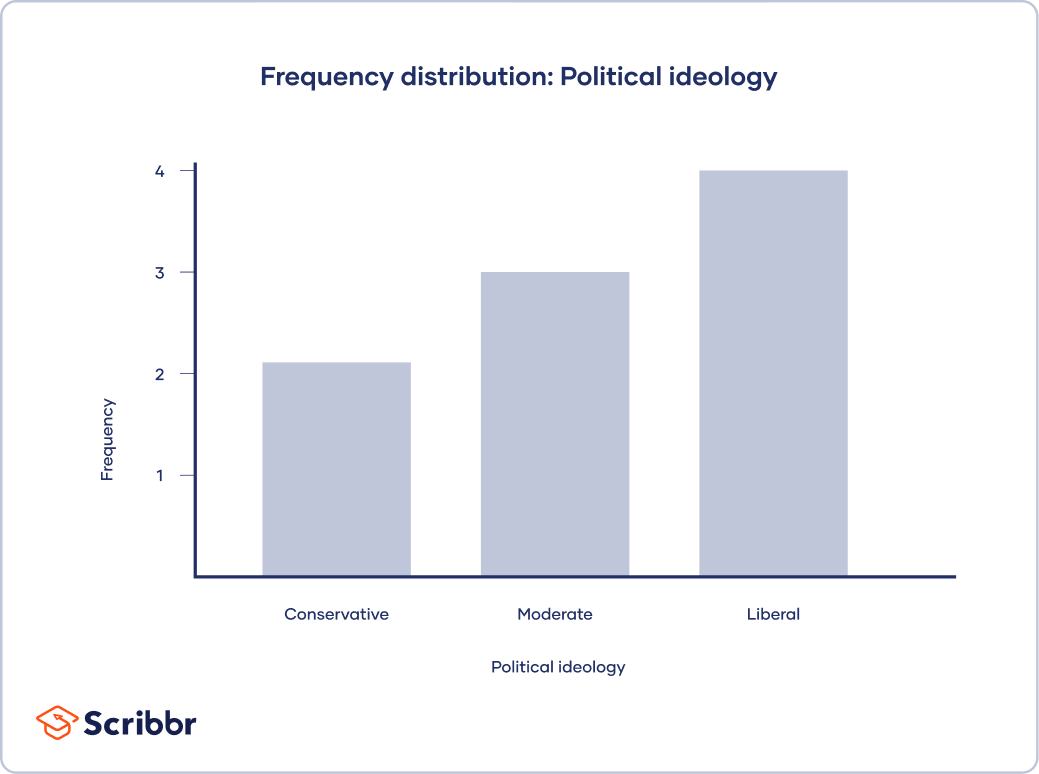 Frequency distribution: Political ideology
4
3
2
1
Frequency
Conservative
Moderate
Liberal
Political ideology
Scribbr